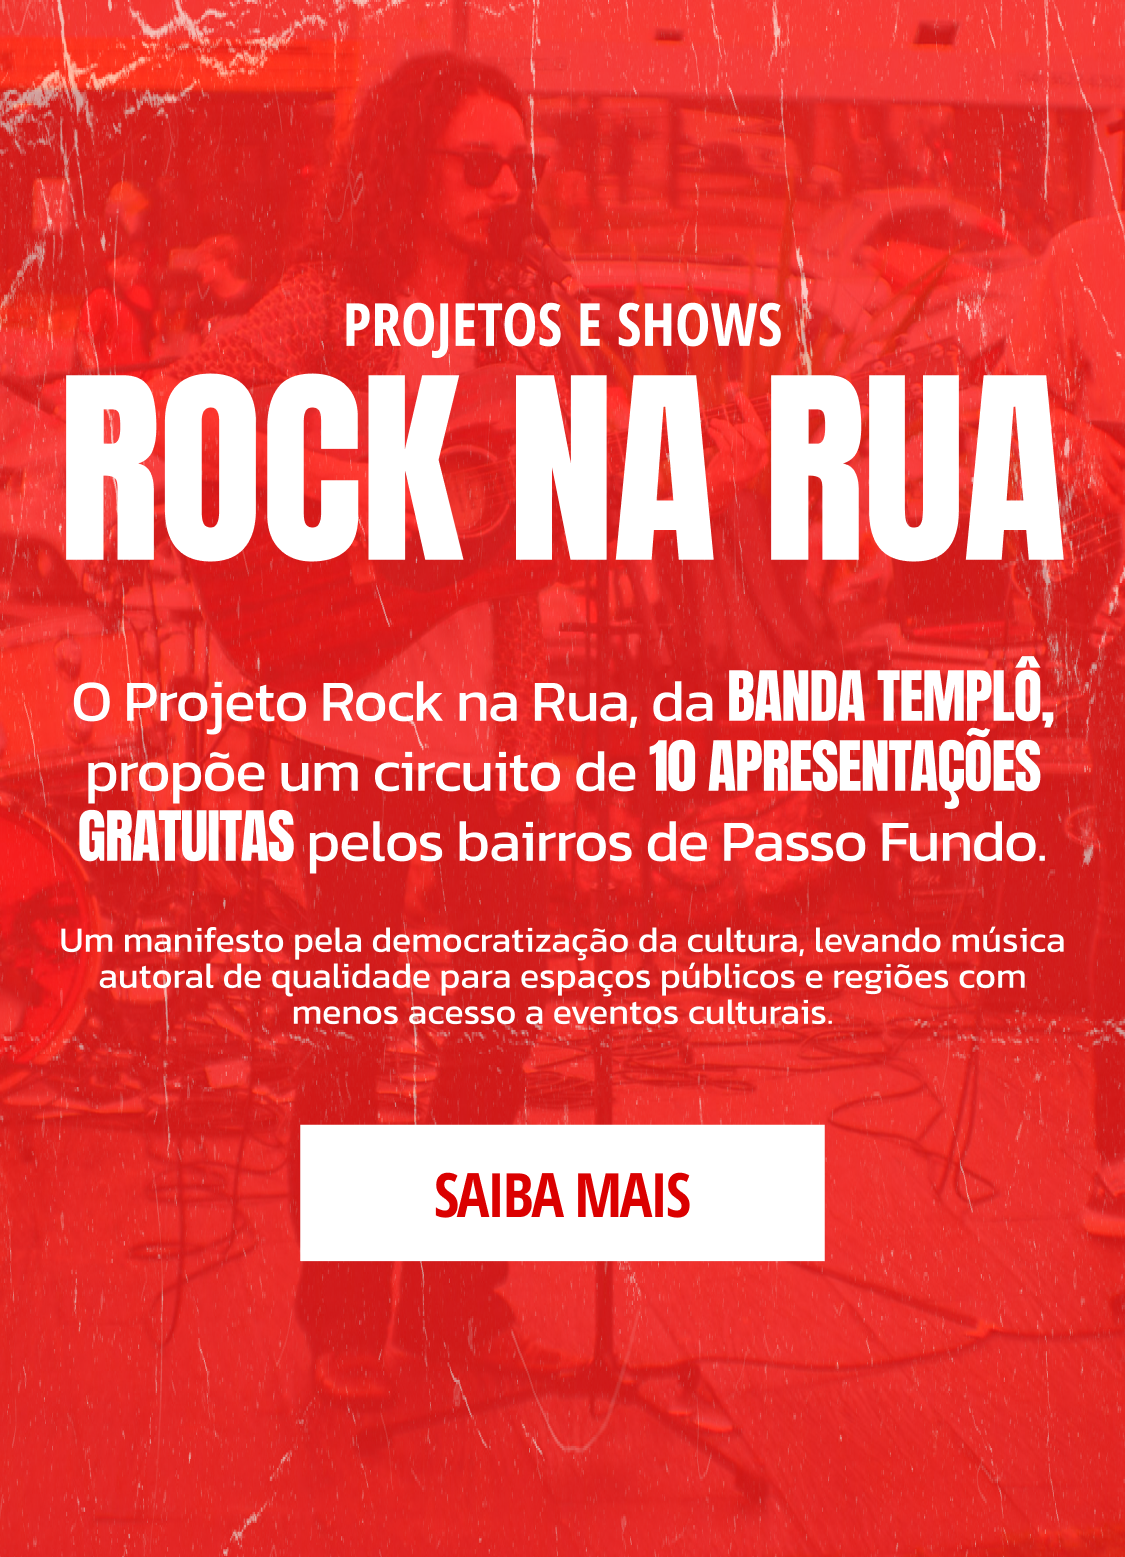 PROJETOS E SHOWS
ROCK NA RUA
O Projeto Rock na Rua, da BANDA TEMPLÔ,
propõe um circuito de 10 APRESENTAÇÕES
GRATUITAS pelos bairros de Passo Fundo.
Um manifesto pela democratização da cultura, levando música
autoral de qualidade para espaços públicos e regiões com
menos acesso a eventos culturais.
SAIBA MAIS